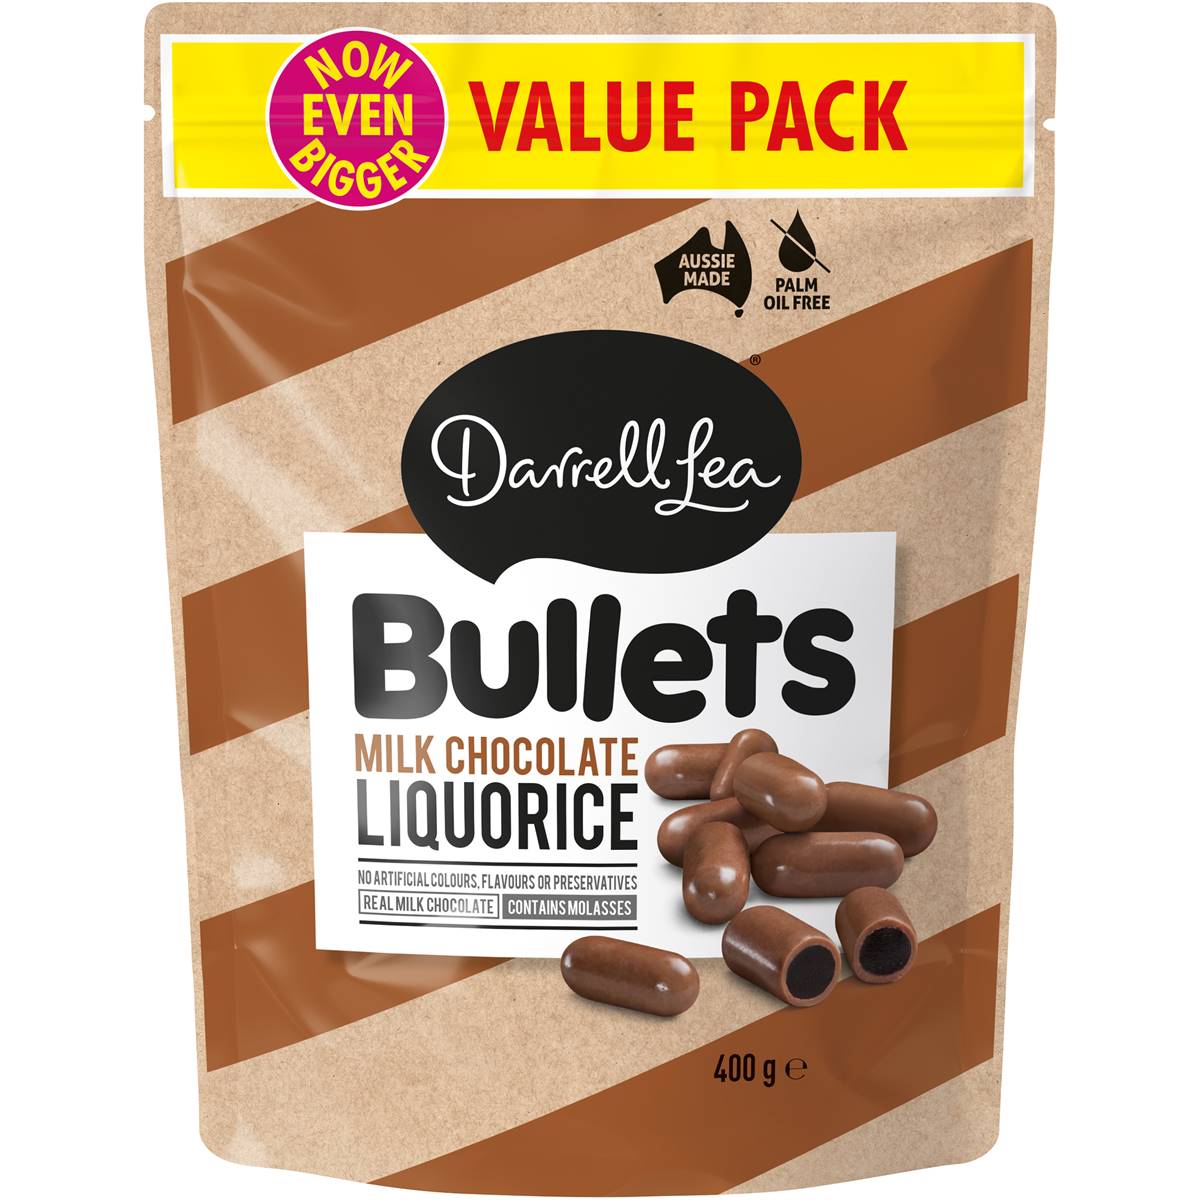 NOW
EVEN
BIGGER
VALUE PACK
AUSSIE
MADE
PALM
OIL FREE
Darrell Lea®
Bullets
MILK CHOCOLATE
LIQUORICE
NO ARTIFICIAL COLOURS, FLAVOURS OR PRESERVATIVES
REAL MILK CHOCOLATE CONTAINS MOLASSES
400 g ℮